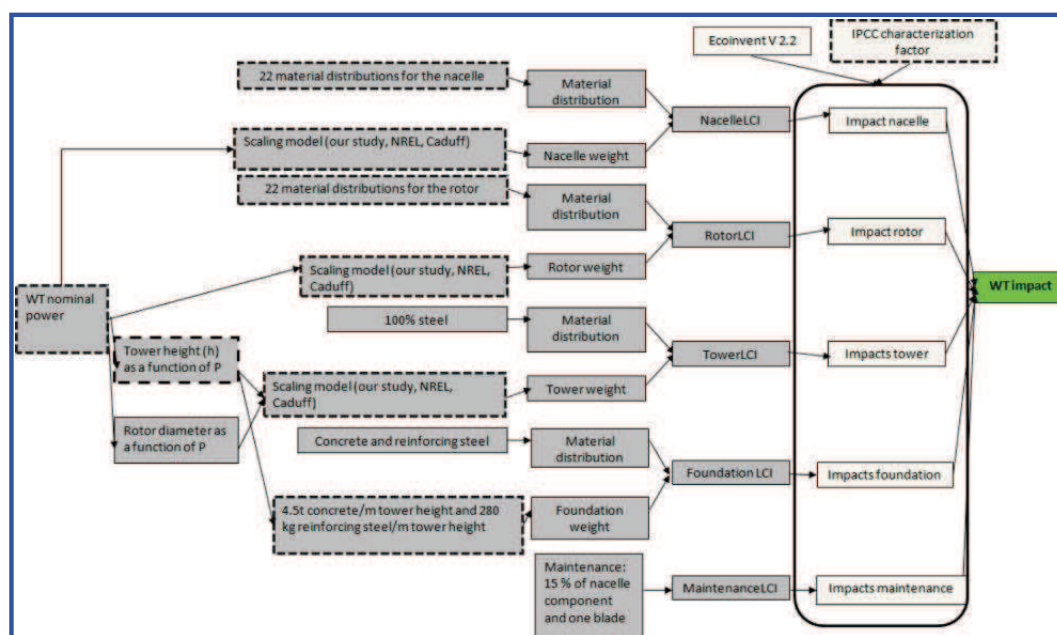 Ecoinvent V 2.2
IPCC characterization
factor
22 material distributions for the nacelle
Material
distribution
NacelleLCI
Impact nacelle
Scaling model (our study, NREL, Caduff)
Nacelle weight
22 material distributions for the rotor
Material
distribution
RotorLCI
Impact rotor
Scaling model (our study, NREL,
Caduff)
Rotor weight
WT nominal
power
WT impact
100% steel
Material
distribution
Tower height (h)
as a function of P
TowerLCI
Impacts tower
Scaling model (our study, NREL,
Caduff)
Tower weight
Rotor diameter as
a function of P
Concrete and reinforcing steel
Material
distribution
Foundation LCI
Impacts foundation
4.5t concrete/m tower height and 280
kg reinforcing steel/m tower height
Foundation
weight
Maintenance:
15 % of nacelle
component
and one blade
MaintenanceLCI
Impacts maintenance